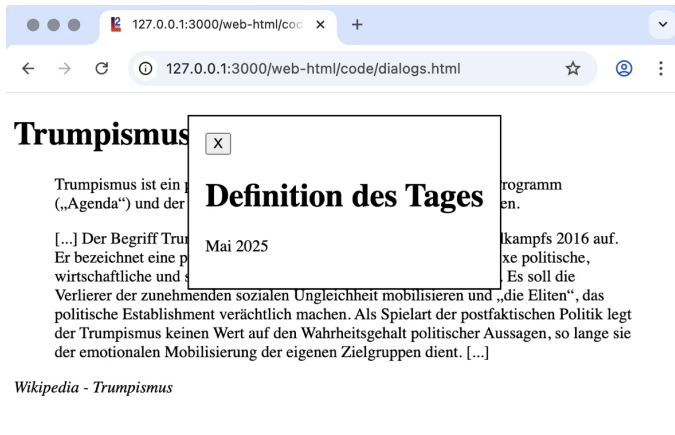 127.0.0.1:3000/web-html/cod
127.0.0.1:3000/web-html/code/dialogs.html
Trumpismus
X
Definition des Tages
Mai 2025
Trumpismus ist ein rogramm
(„Agenda“) und der en.
[...] Der Begriff lkampfs 2016 auf.
Er bezeichnet eine xe politische,
wirtschaftliche und Es soll die
Verlierer der zunehmenden sozialen Ungleichheit mobilisieren und „die Eliten“, das
politische Establishment verächtlich machen. Als Spielart der postfaktischen Politik legt
der Trumpismus keinen Wert auf den Wahrheitsgehalt politischer Aussagen, so lange sie
der emotionalen Mobilisierung der eigenen Zielgruppen dient. [...]
Wikipedia - Trumpismus